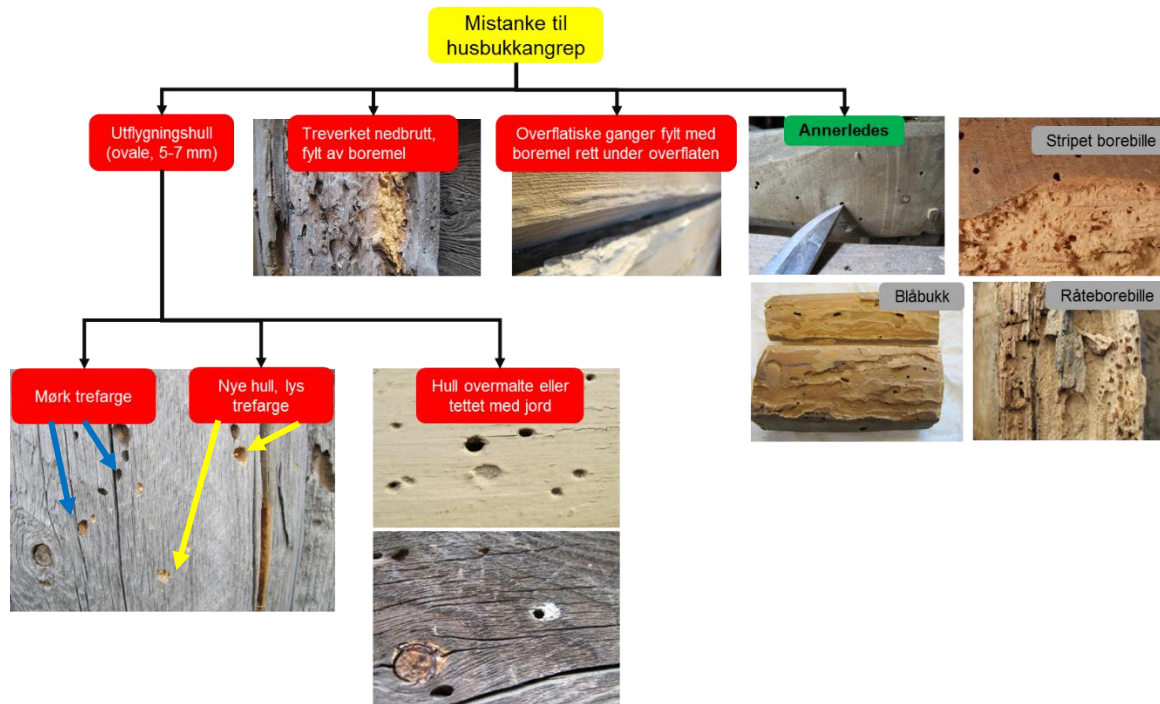 Mistanke til
husbukkangrep
Utflygningshull
(ovale, 5-7 mm)
Treverket nedbrutt,
fylt av boremel
Overflatiske ganger fylt med
boremel rett under overflaten
Annerledes
Stripet borebille
Blåbukk
Råteborebille
Mørk trefarge
Nye hull, lys
trefarge
Hull overmalte eller
tettet med jord